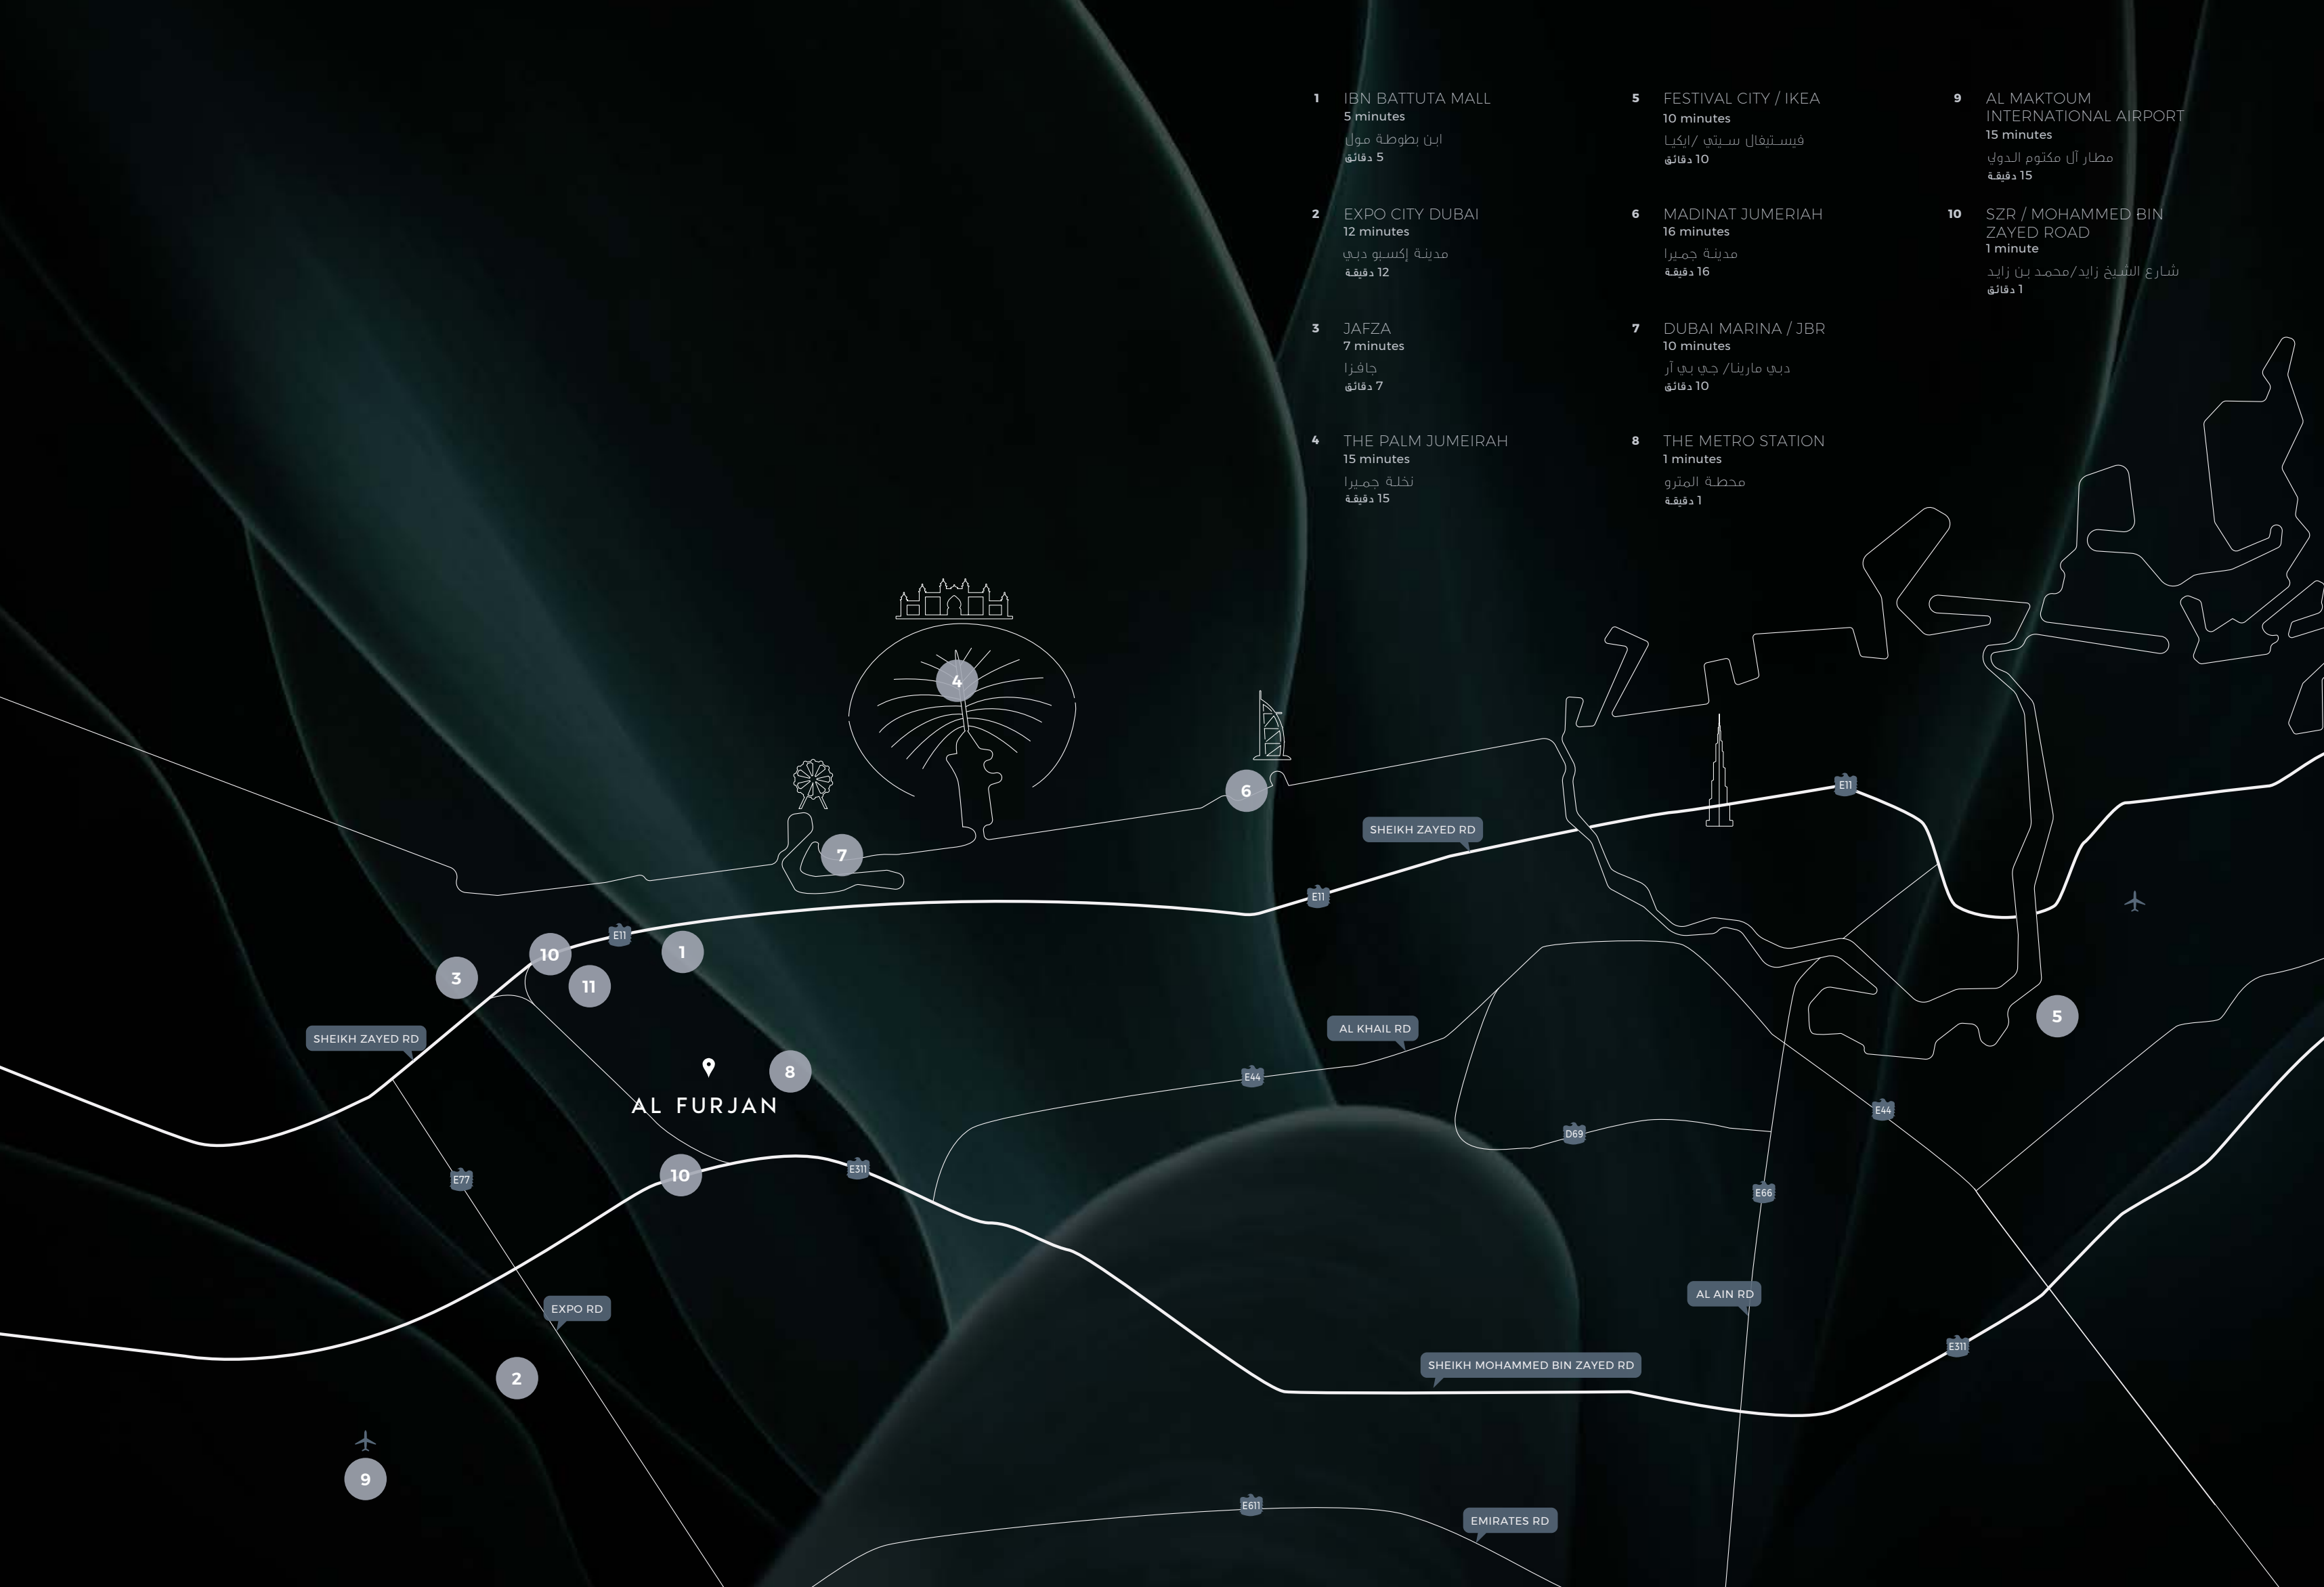 1 IBN BATTUTA MALL
5 minutes
ابن بطوطة مول
5 دقائق
2 EXPO CITY DUBAI
12 minutes
مدينة إكسبو دبي
12 دقيقة
3 JAFZA
7 minutes
جافزا
7 دقائق
4 THE PALM JUMEIRAH
15 minutes
نخلة جميرا
15 دقيقة
5 FESTIVAL CITY / IKEA
10 minutes
فيستيفال سيتي /ايكيا
10 دقائق
6 MADINAT JUMERIAH
16 minutes
مدينة جميرا
16 دقيقة
7 DUBAI MARINA / JBR
10 minutes
دبي مارينا/ جي بي آر
10 دقائق
8 THE METRO STATION
1 minutes
محطة المترو
1 دقيقة
9 AL MAKTOUM
INTERNATIONAL AIRPORT
15 minutes
مطار آل مكتوم الدولي
15 دقيقة
10 SZR / MOHAMMED BIN
ZAYED ROAD
1 minute
شارع الشيخ زايد/محمد بن زايد
1 دقائق
4
6
E11
SHEIKH ZAYED RD
7
E11
E11
10
1
3
11
5
AL KHAIL RD
SHEIKH ZAYED RD
8
E44
AL FURJAN
E44
D69
E311
10
E77
E66
AL AIN RD
EXPO RD
E311
SHEIKH MOHAMMED BIN ZAYED RD
2
9
E611
EMIRATES RD